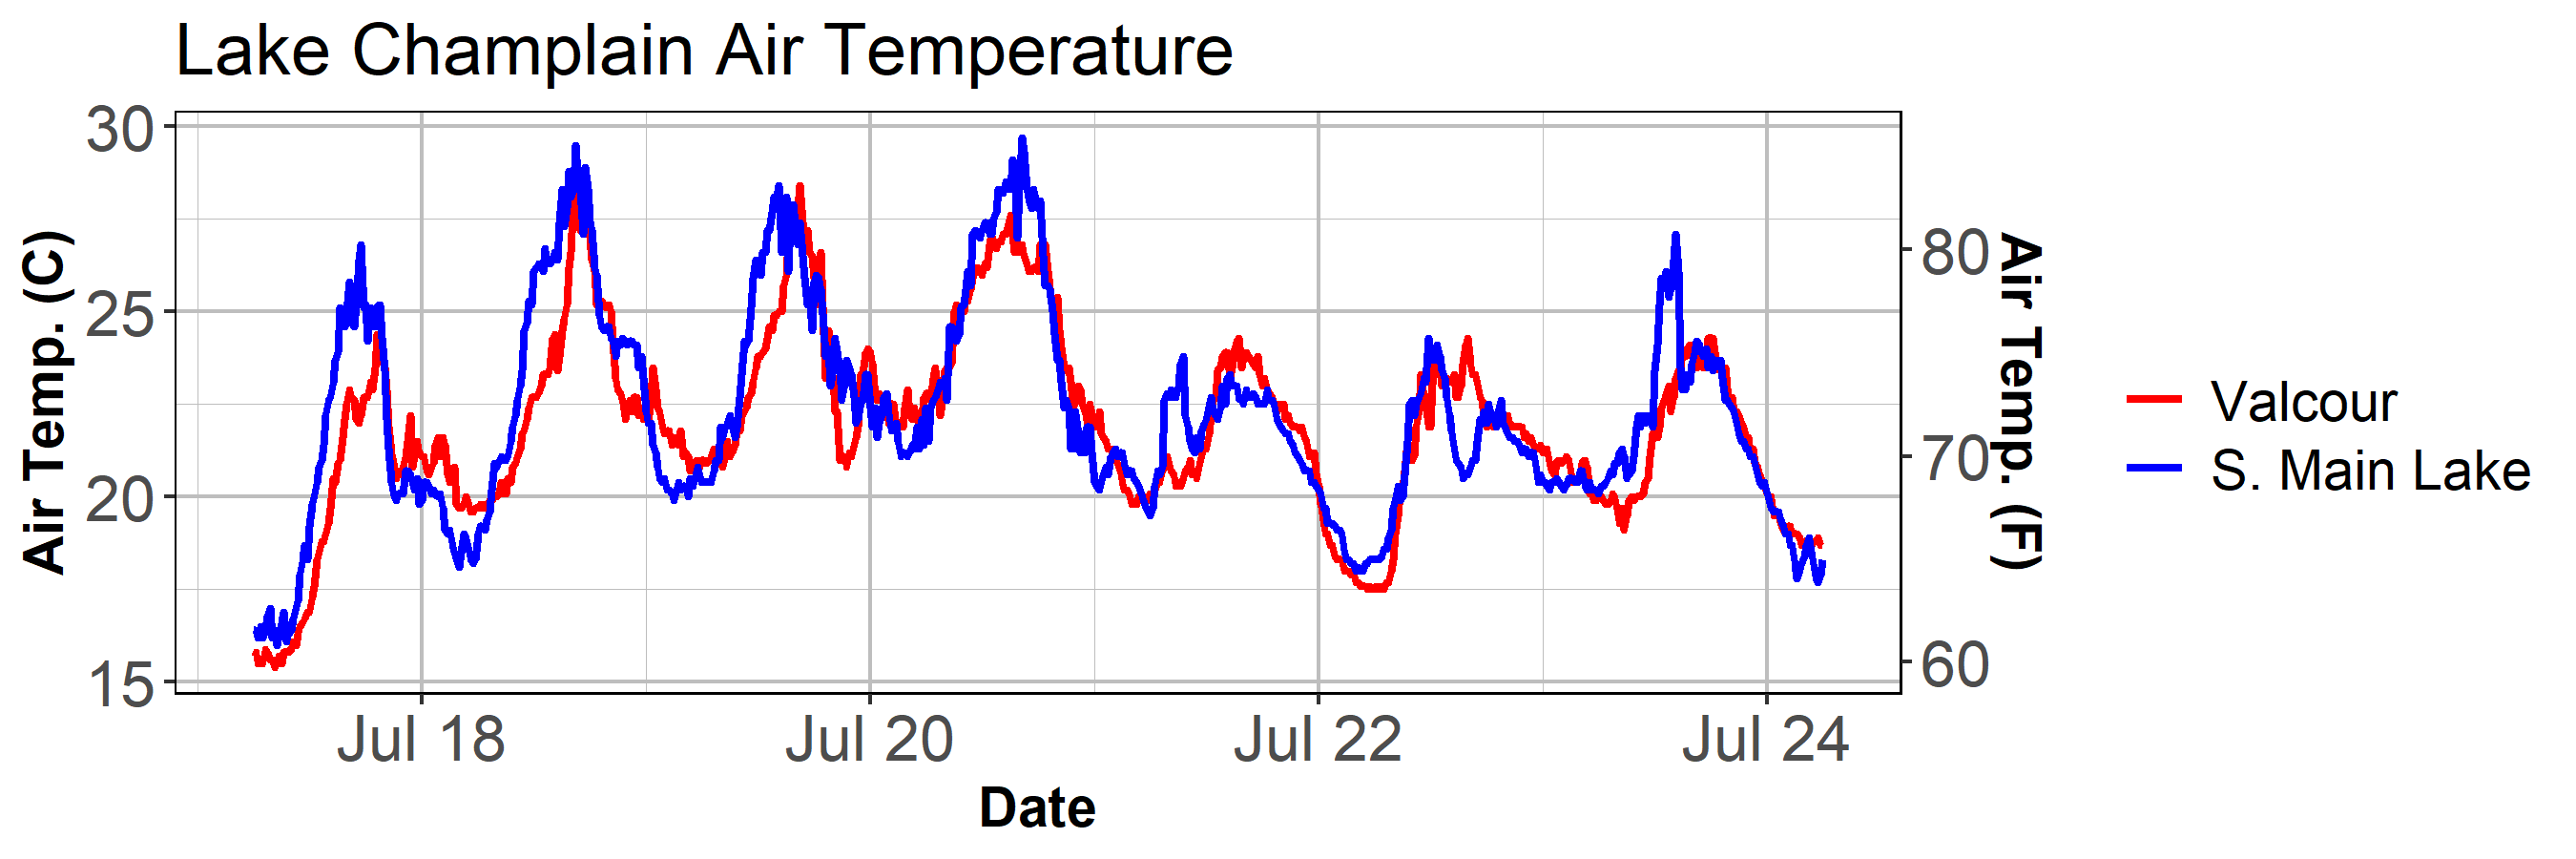 Lake Champlain Air Temperature
30
25
20
15
Air Temp. (C)
80
70
60
Air Temp. (F)
Jul 18
Jul 20
Jul 22
Jul 24
Date
Valcour
S. Main Lake